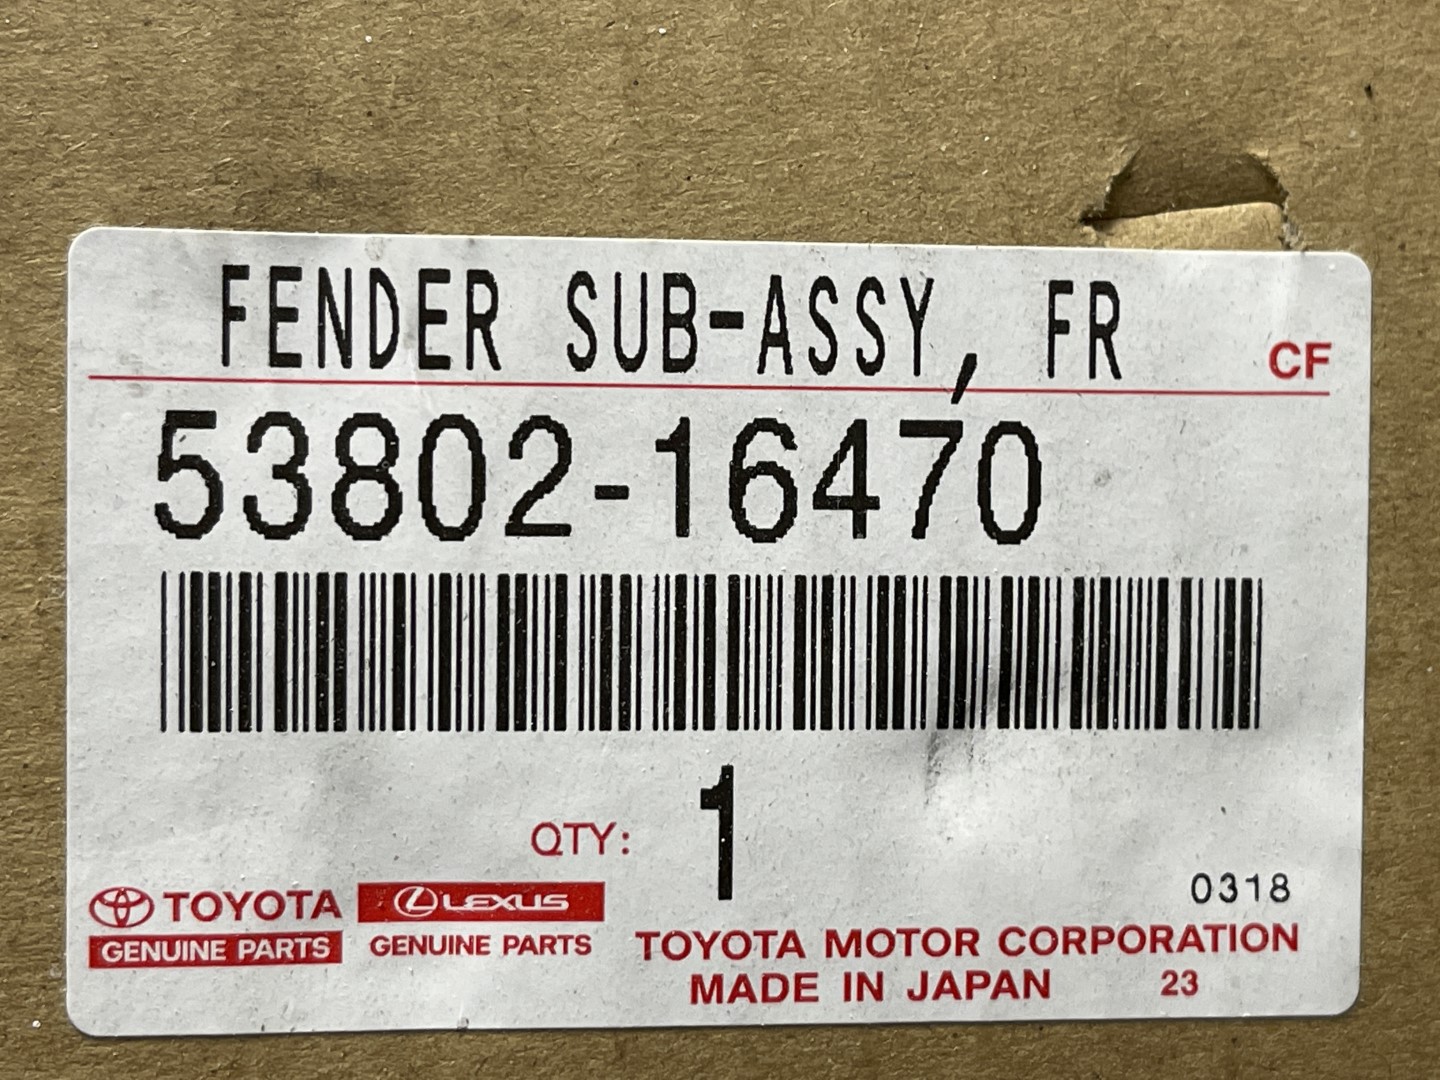 FENDER SUB-ASSY, FR
CF
53802-16470
QTY: 1
0318
TOYOTA LEXUS
GENUINE PARTS GENUINE PARTS
TOYOTA MOTOR CORPORATION
MADE IN JAPAN 23